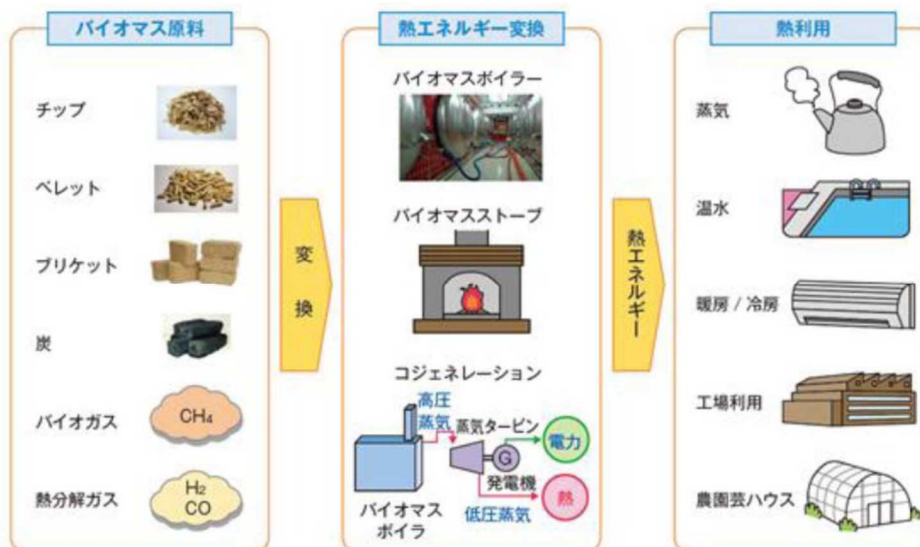 バイオマス原料
チップ
ペレット
ブリケット
炭
バイオガス
CH4
熱分解ガス
H2
CO
変
換
熱エネルギー変換
バイオマスボイラー
バイオマスストーブ
コジェネレーション
高圧
蒸気
蒸気タービン
G
電力
発電機
熱
低圧蒸気
バイオマス
ボイラ
熱エネルギー
熱利用
蒸気
温水
暖房 / 冷房
工場利用
農園芸ハウス